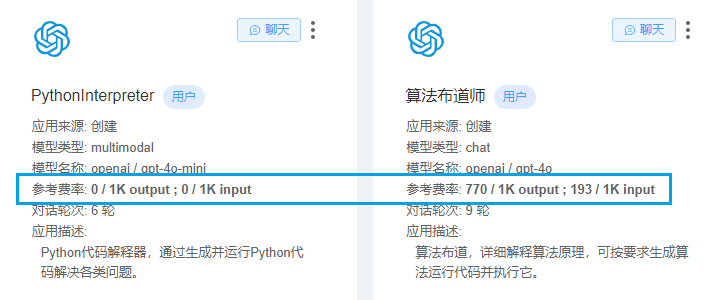 聊天
PythonInterpreter 用户
应用来源: 创建
模型类型: multimodal
模型名称: openai / gpt-4o-mini
参考费率: 0 / 1K output ; 0 / 1K input
对话轮次: 6 轮
应用描述:
Python代码解释器，通过生成并运行Python代
码解决各类问题。
聊天
算法布道师 用户
应用来源: 创建
模型类型: chat
模型名称: openai / gpt-4o
参考费率: 770 / 1K output ; 193 / 1K input
对话轮次: 9 轮
应用描述:
算法布道，详细解释算法原理，可按要求生成算
法运行代码并执行它。